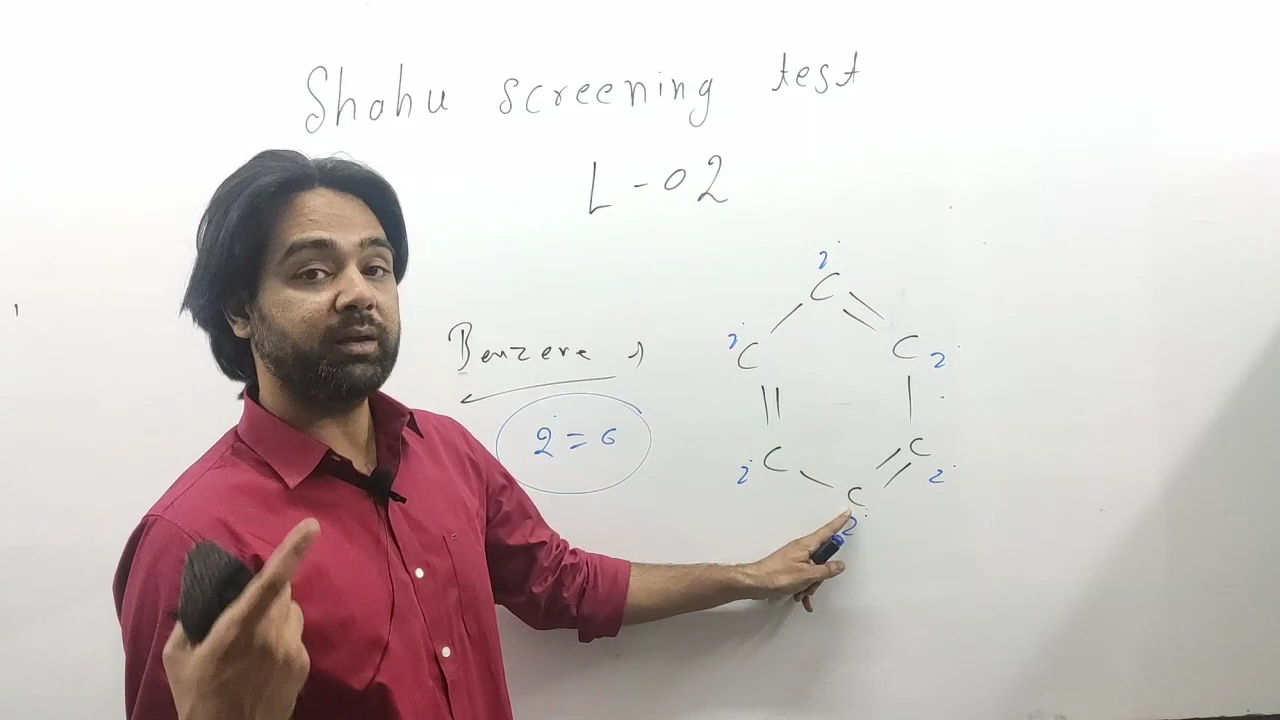 Shahu screening test
L-02
Benzene
2° = 6
2°
C
2° C
C 2°
2° C
C 2°
C
2°